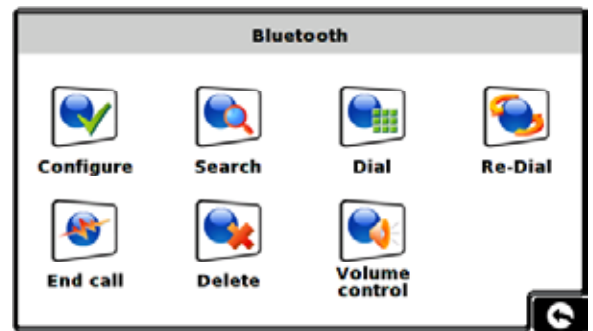 Bluetooth
Configure Search Dial Re-Dial
End call Delete Volume control